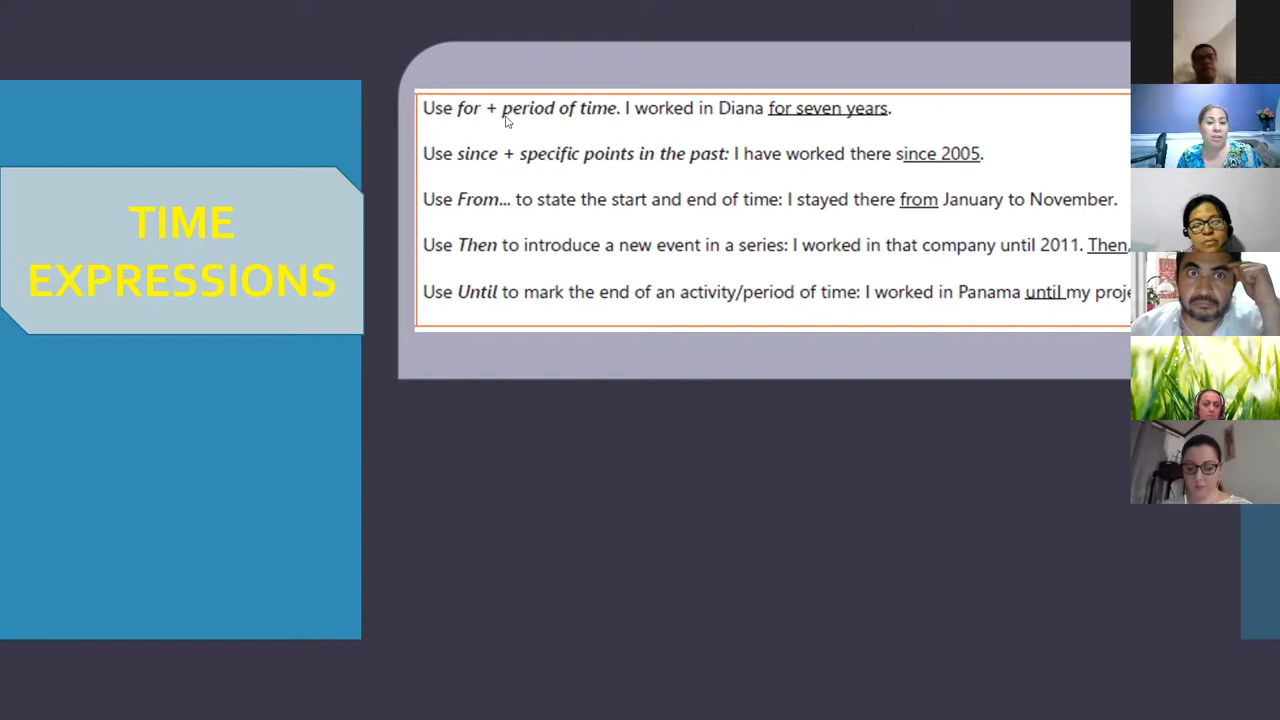 TIME
EXPRESSIONS
Use for + period of time. I worked in Diana for seven years.
Use since + specific points in the past: I have worked there since 2005.
Use From... to state the start and end of time: I stayed there from January to November.
Use Then to introduce a new event in a series: I worked in that company until 2011. Then,
Use Until to mark the end of an activity/period of time: I worked in Panama until my